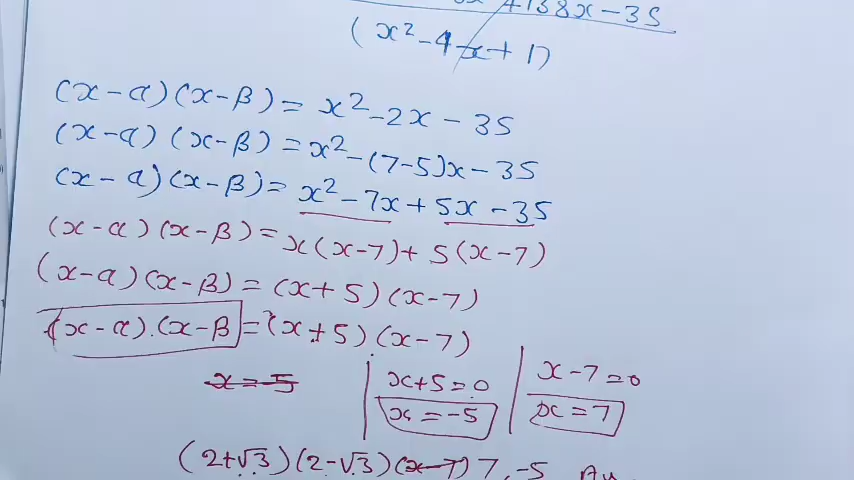 +138x-35
(x²-4x+1)
(x-α)(x-β)=x²-2x-35
(x-α)(x-β)=x²-(7-5)x-35
(x-α)(x-β)=x²-7x+5x-35
(x-α)(x-β)=x(x-7)+5(x-7)
(x-α)(x-β)=(x+5)(x-7)
(x-α).(x-β=(x+5)(x-7)
x=-5 x+5=0 x-7=0
x=-5 x=7
(2+√3)(2-√3)(x-7)7,-5